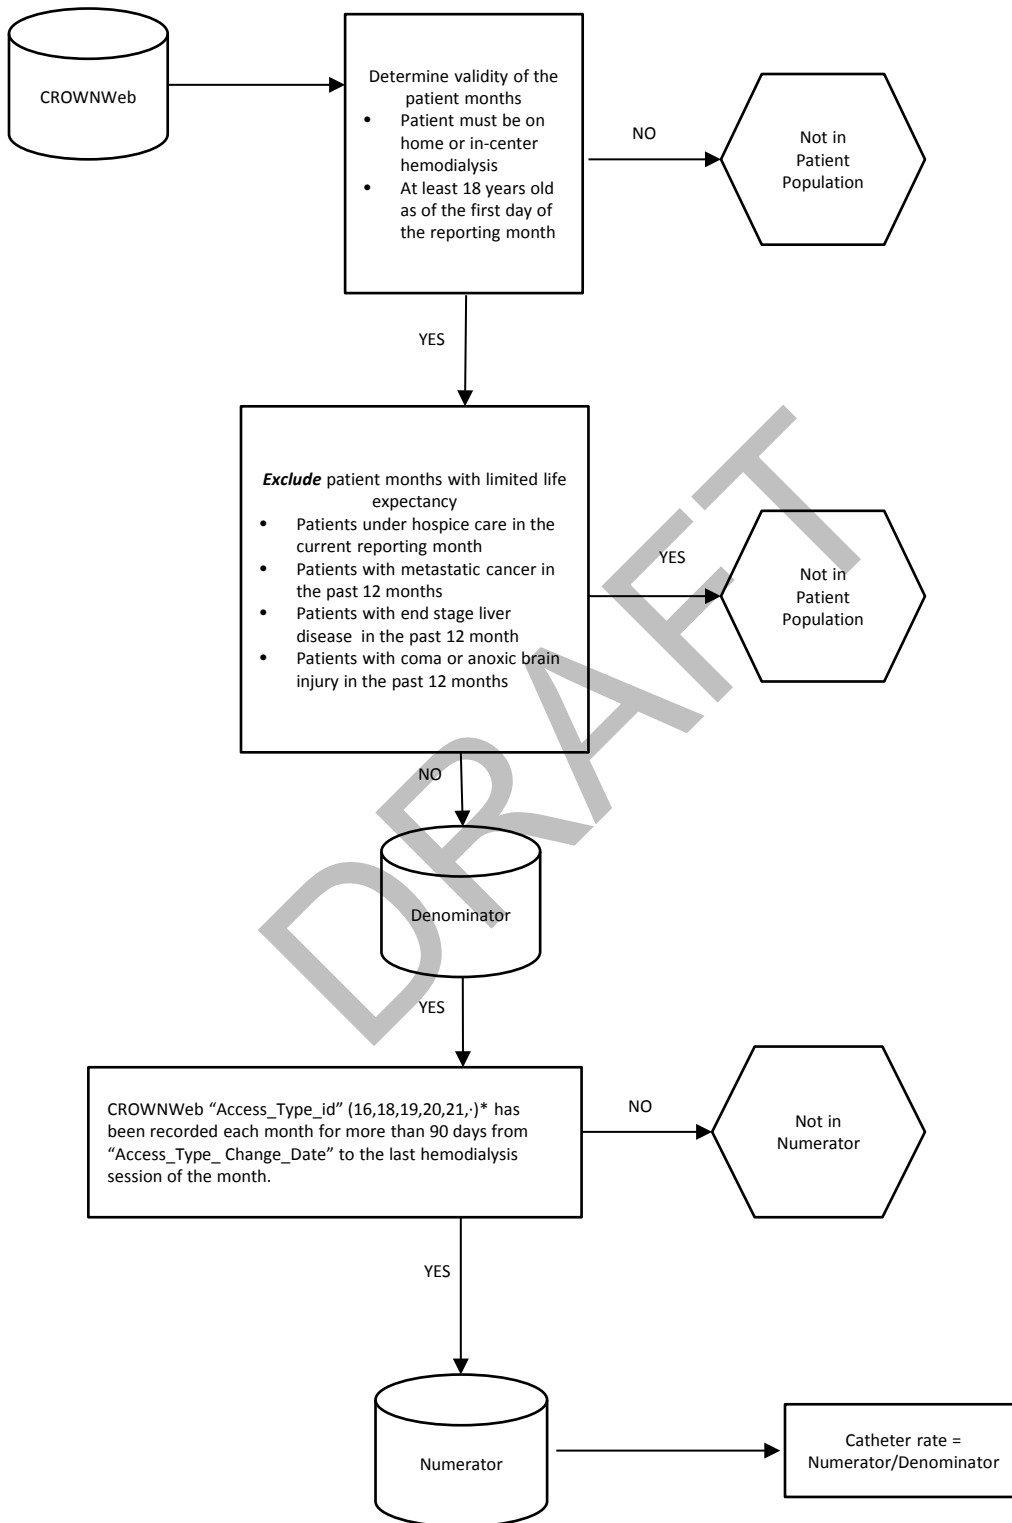 CROWNWeb
Determine validity of the
patient months
• Patient must be on
home or in-center
hemodialysis
• At least 18 years old
as of the first day of
the reporting month
NO
Not in
Patient
Population
YES
Exclude patient months with limited life
expectancy
• Patients under hospice care in the
current reporting month
• Patients with metastatic cancer in
the past 12 months
• Patients with end stage liver
disease in the past 12 month
• Patients with coma or anoxic brain
injury in the past 12 months
YES
Not in
Patient
Population
NO
Denominator
YES
CROWNWeb “Access_Type_id” (16,18,19,20,21,·)* has
been recorded each month for more than 90 days from
“Access_Type_ Change_Date” to the last hemodialysis
session of the month.
NO
Not in
Numerator
YES
Numerator
Catheter rate =
Numerator/Denominator
DRAFT